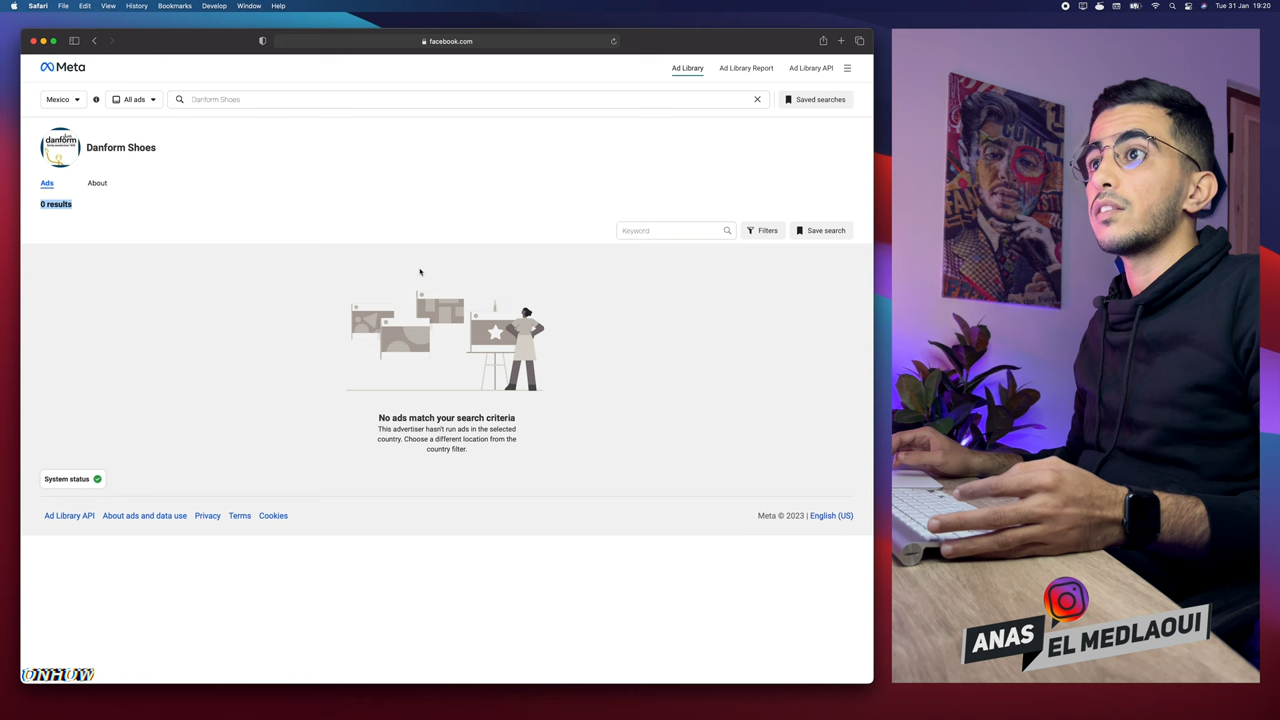 Safari File Edit View History Bookmarks Develop Window Help
Tue 31 Jan 19:20
facebook.com
Meta
Ad Library Ad Library Report Ad Library API
Mexico All ads Danform Shoes Saved searches
danform
Danform Shoes
Ads About
0 results
Keyword Filters Save search
No ads match your search criteria
This advertiser hasn't run ads in the selected
country. Choose a different location from the
country filter.
System status
Ad Library API About ads and data use Privacy Terms Cookies
Meta © 2023 | English (US)
ANAS EL MEDLAOUI